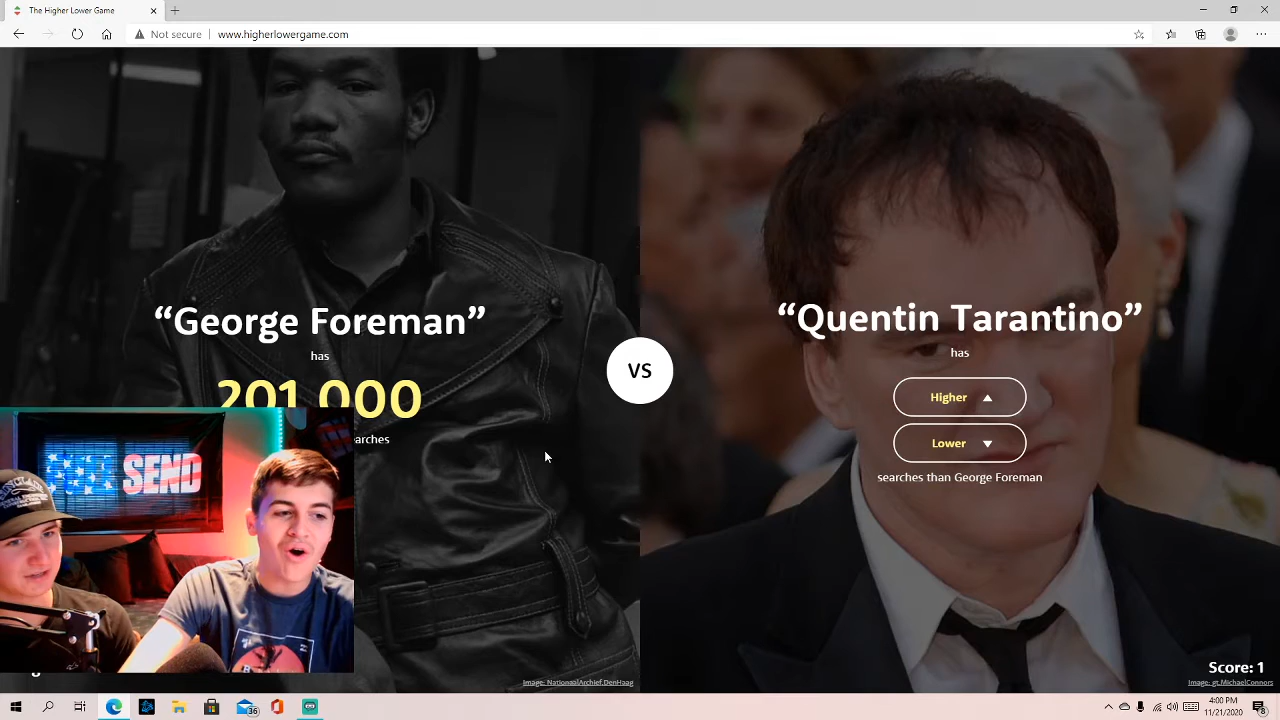 The Higher Lower Game
Not secure
www.higherlowergame.com
“George Foreman”
has
201,000
“Quentin Tarantino”
has
VS
Higher
Lower
searches than George Foreman
SEND
Score: 1
Image: NationaalArchief.DenHaag
Image: gt.MichaelConnors
36
4:00 PM
11/21/2020